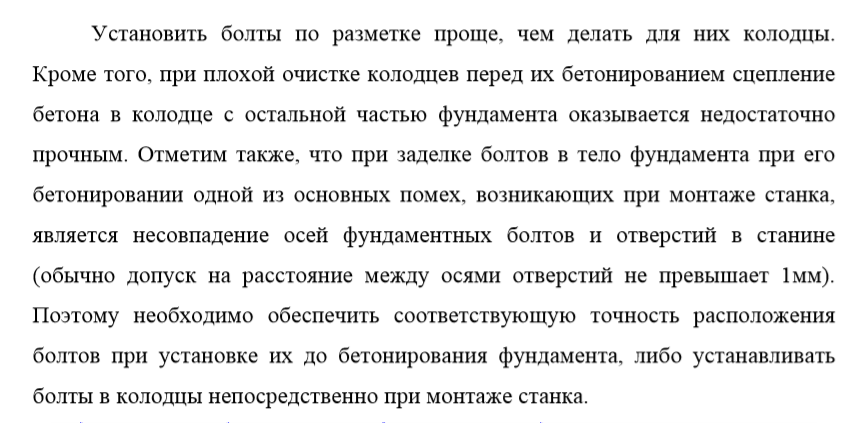 Установить болты по разметке проще, чем делать для них колодцы.
Кроме того, при плохой очистке колодцев перед их бетонированием сцепление
бетона в колодце с остальной частью фундамента оказывается недостаточно
прочным. Отметим также, что при заделке болтов в тело фундамента при его
бетонировании одной из основных помех, возникающих при монтаже станка,
является несовпадение осей фундаментных болтов и отверстий в станине
(обычно допуск на расстояние между осями отверстий не превышает 1мм).
Поэтому необходимо обеспечить соответствующую точность расположения
болтов при установке их до бетонирования фундамента, либо устанавливать
болты в колодцы непосредственно при монтаже станка.